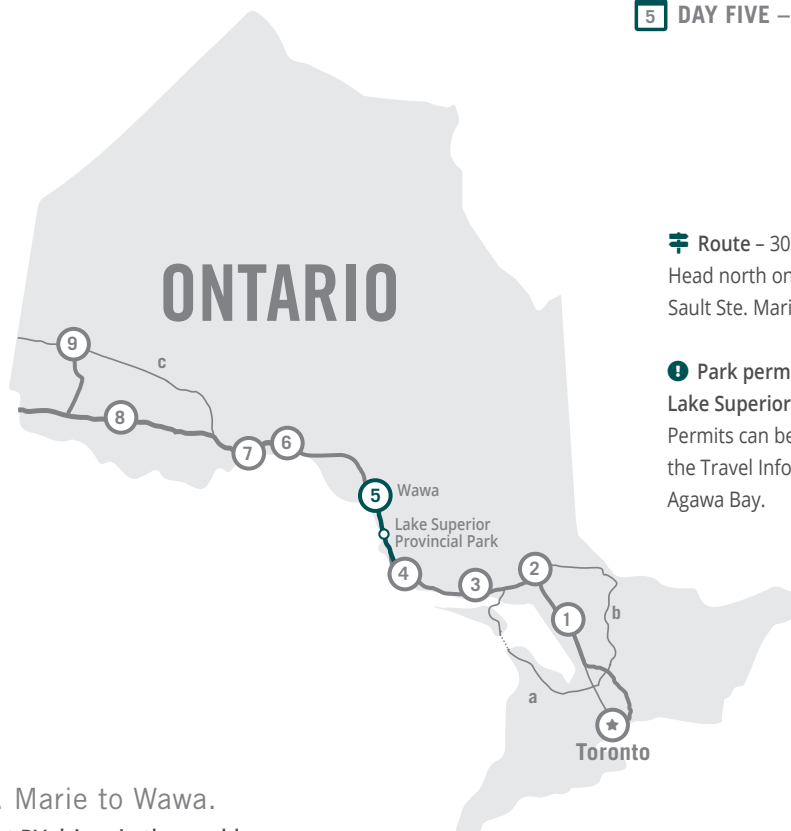 5 DAY FIVE –
ONTARIO
Route – 30
Head north on
Sault Ste. Mari
Park perm
Lake Superior
Permits can be
the Travel Info
Agawa Bay.
9
c
8
7
6
5 Wawa
Lake Superior
Provincial Park
4
3
2
1
b
a
Toronto
. Marie to Wawa.